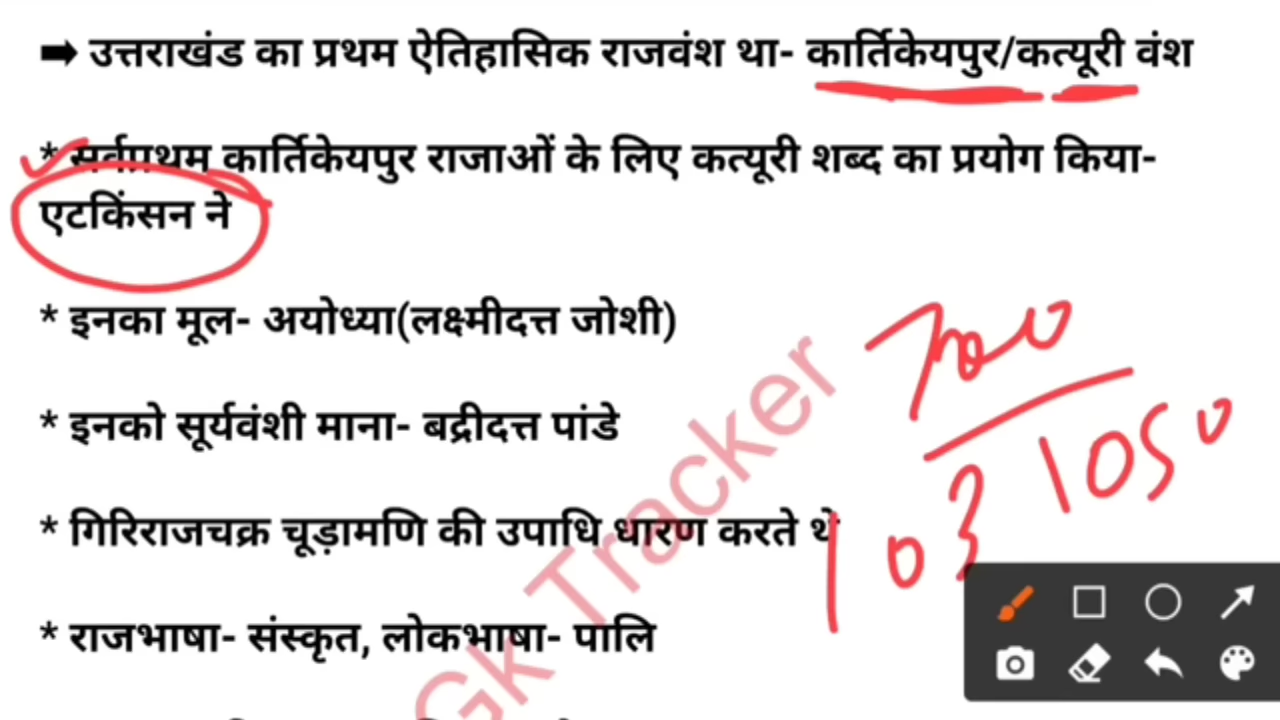 ➡ उत्तराखंड का प्रथम ऐतिहासिक राजवंश था- कार्तिकेयपुर/कत्यूरी वंश
* सर्वप्रथम कार्तिकेयपुर राजाओं के लिए कत्यूरी शब्द का प्रयोग किया-
एटकिंसन ने
* इनका मूल- अयोध्या(लक्ष्मीदत्त जोशी)
* इनको सूर्यवंशी माना- बद्रीदत्त पांडे
* गिरिराजचक्र चूड़ामणि की उपाधि धारण करते थे
* राजभाषा- संस्कृत, लोकभाषा- पालि
700
1050
103
Gk Tracker